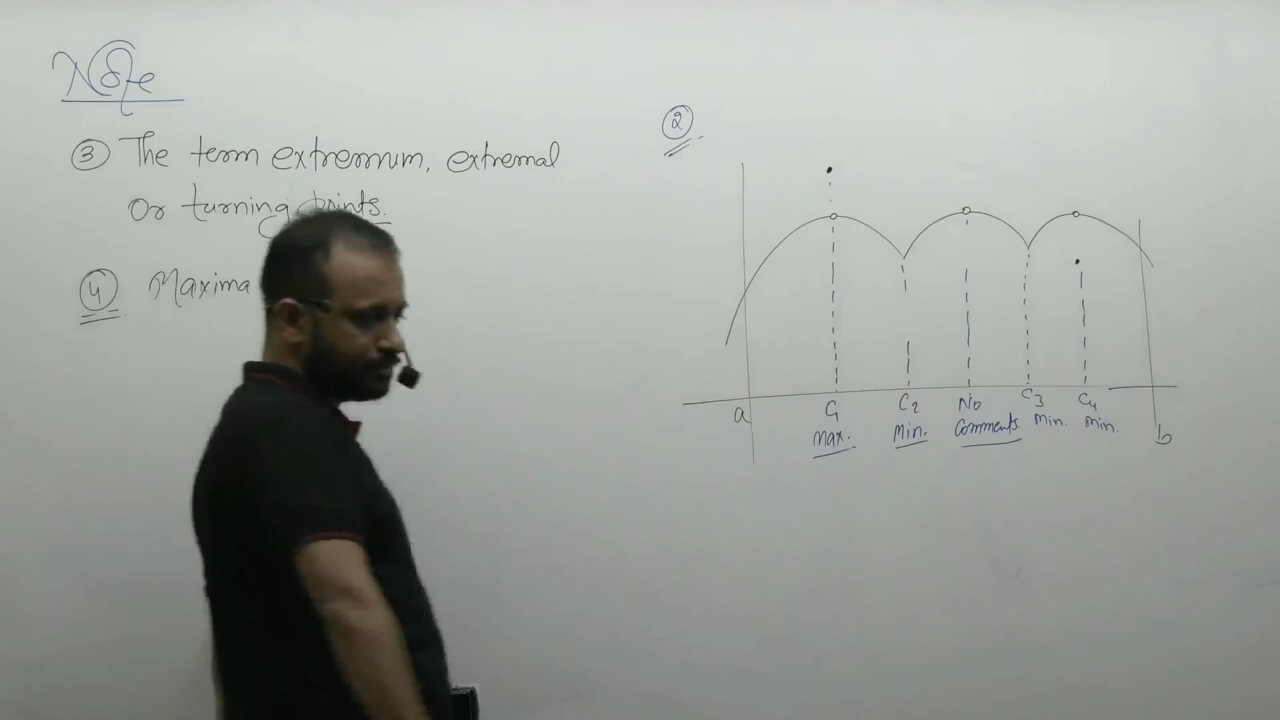 Note
③ The term extremum, extremal
or turning points.
④ Maxima
②.
a C1 C2 No C3 C4 b
Max. Min. Comments. Min. Min.